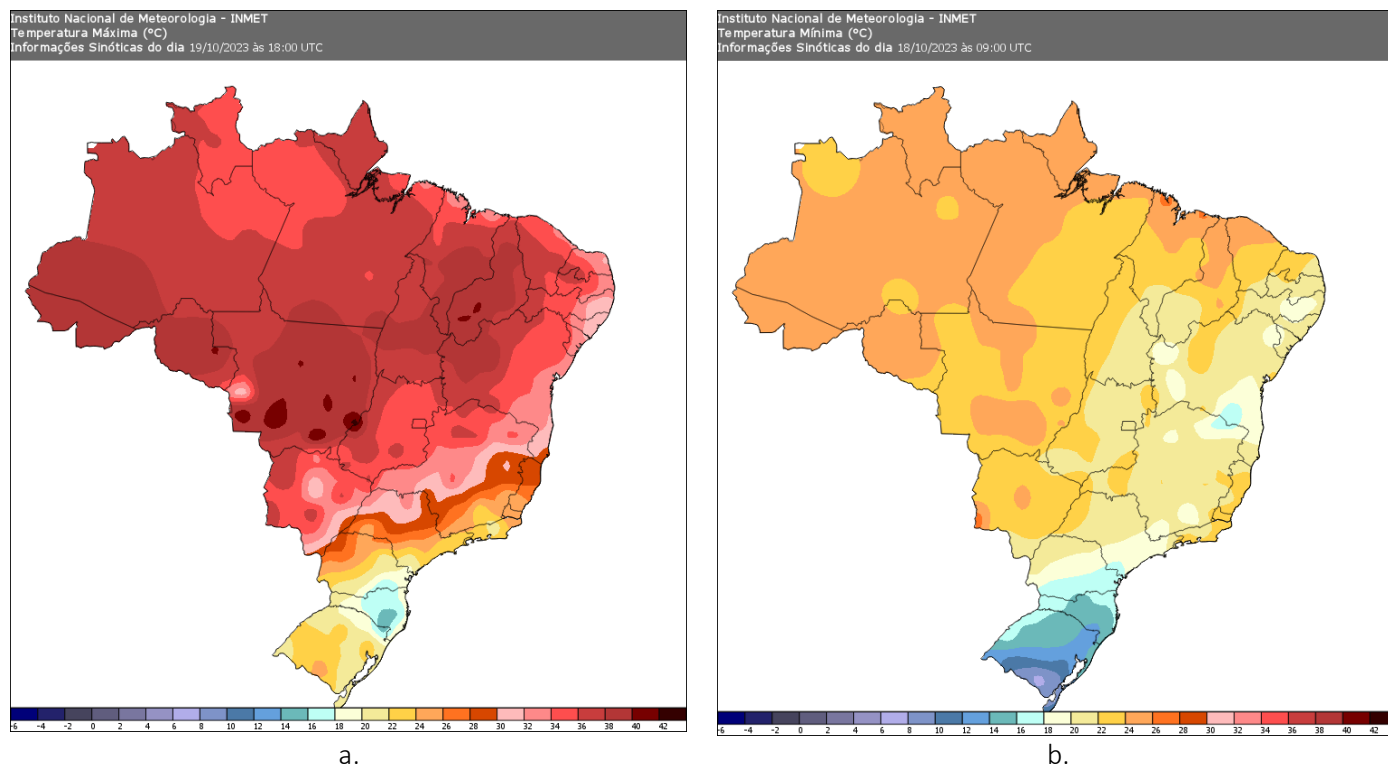 Instituto Nacional de Meteorologia - INMET
Temperatura Máxima (ºC)
Informações Sinóticas do dia 19/10/2023 às 18:00 UTC
-6 -4 -2 0 2 4 6 8 10 12 14 16 18 20 22 24 26 28 30 32 34 36 38 40 42
a.
Instituto Nacional de Meteorologia - INMET
Temperatura Mínima (ºC)
Informações Sinóticas do dia 18/10/2023 às 09:00 UTC
-6 -4 -2 0 2 4 6 8 10 12 14 16 18 20 22 24 26 28 30 32 34 36 38 40 42
b.